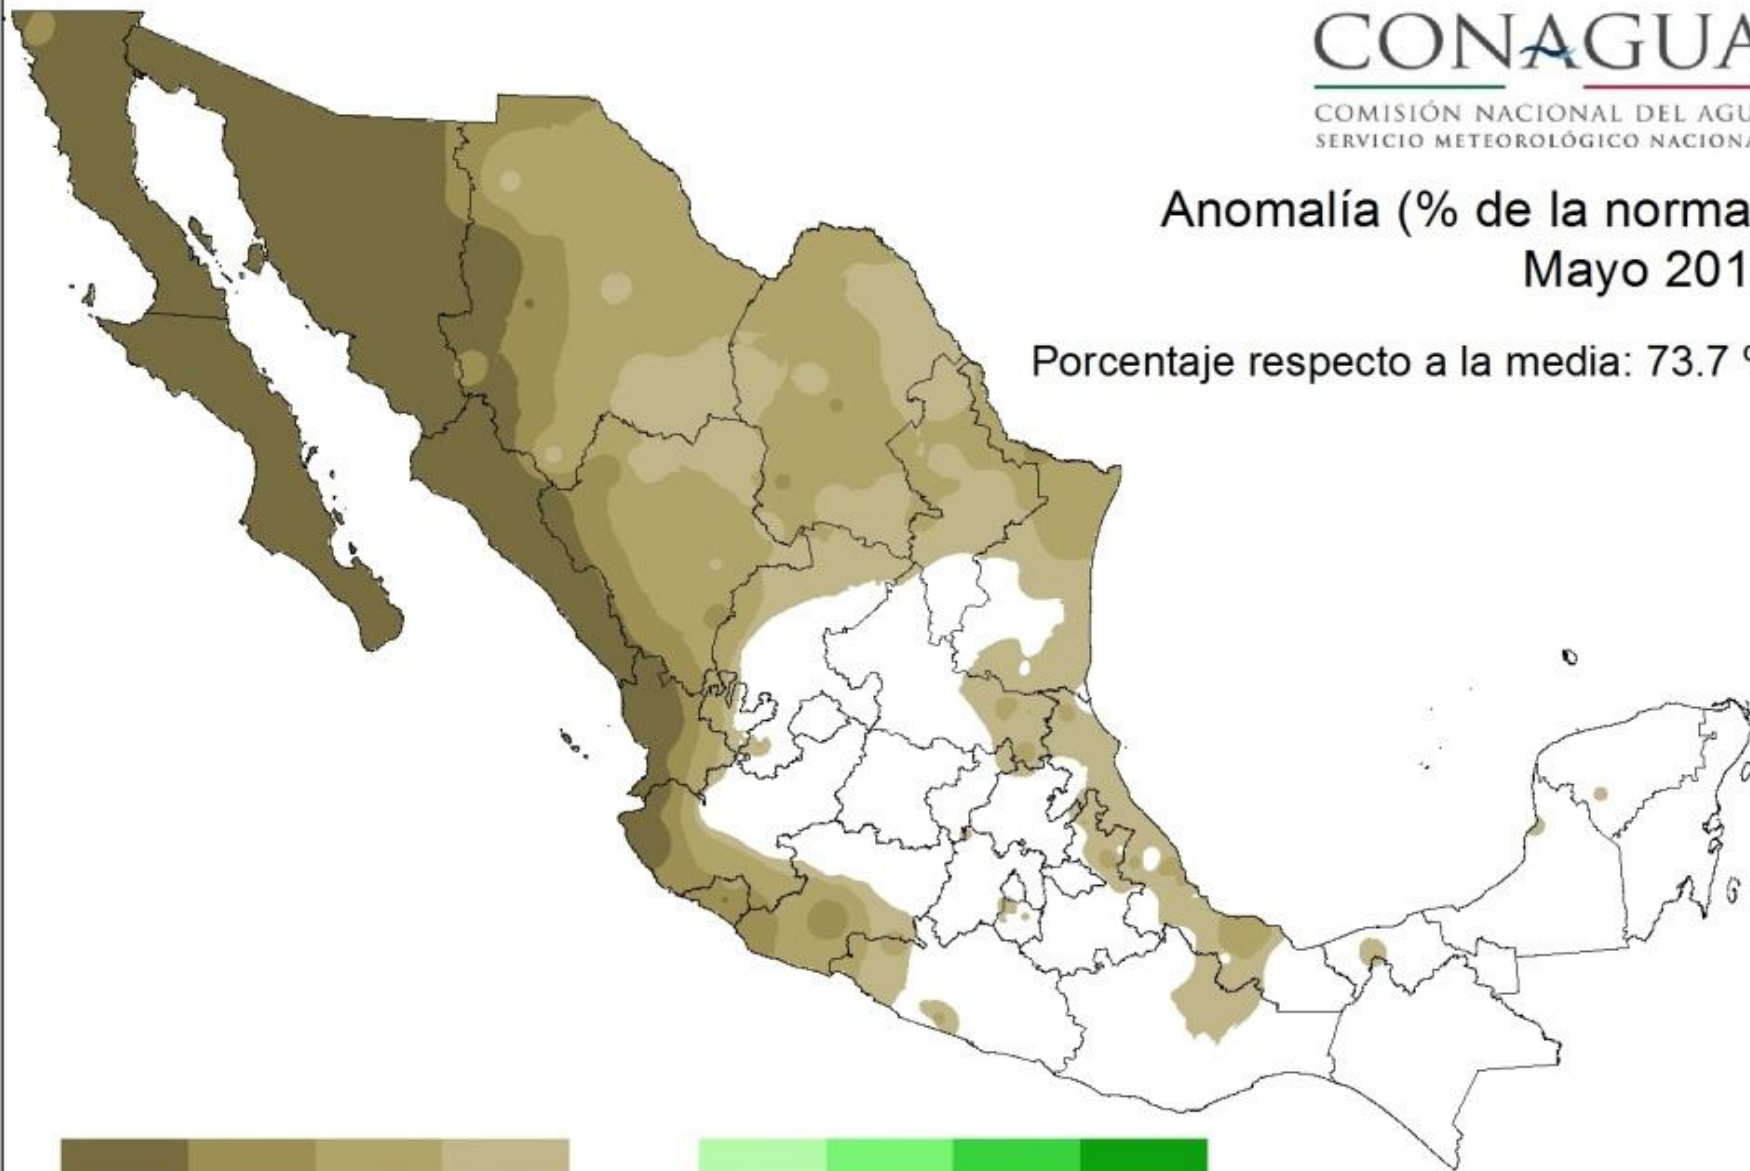 CONAGUA
COMISIÓN NACIONAL DEL AGU
SERVICIO METEOROLÓGICO NACIONA
Anomalía (% de la norma
Mayo 201
Porcentaje respecto a la media: 73.7 %